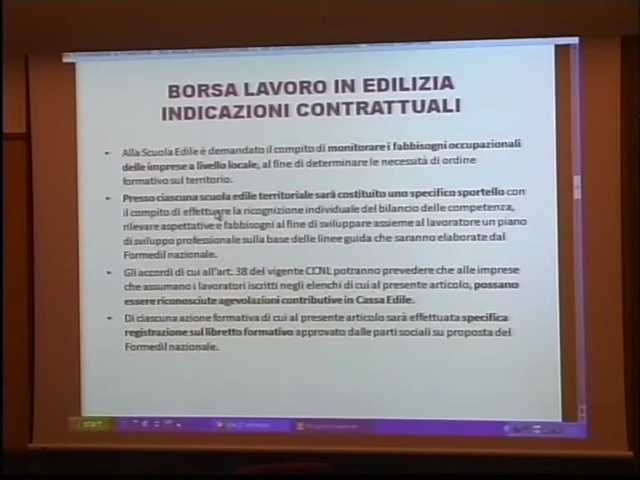 BORSA LAVORO IN EDILIZIA
INDICAZIONI CONTRATTUALI
• Alla Scuola Edile è demandato il compito di monitorare i fabbisogni occupazionali
delle imprese a livello locale, al fine di determinare le necessità di ordine
formativo sul territorio.
• Presso ciascuna scuola edile territoriale sarà costituito uno specifico sportello con
il compito di effettuare la ricognizione individuale del bilancio delle competenza,
rilevare aspettative e fabbisogni al fine di sviluppare assieme al lavoratore un piano
di sviluppo professionale sulla base delle linee guida che saranno elaborate dal
Formedil nazionale.
• Gli accordi di cui all'art. 38 del vigente CCNL potranno prevedere che alle imprese
che assumano i lavoratori iscritti negli elenchi di cui al presente articolo, possano
essere riconosciute agevolazioni contributive in Cassa Edile.
• Di ciascuna azione formativa di cui al presente articolo sarà effettuata specifica
registrazione sul libretto formativo approvato dalle parti sociali su proposta del
Formedil nazionale.
start